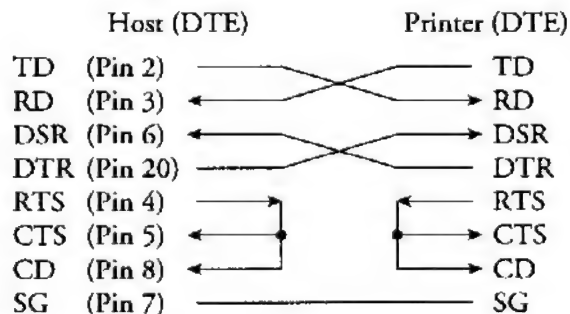 Host (DTE) Printer (DTE)
TD (Pin 2) TD
RD (Pin 3) RD
DSR (Pin 6) DSR
DTR (Pin 20) DTR
RTS (Pin 4) RTS
CTS (Pin 5) CTS
CD (Pin 8) CD
SG (Pin 7) SG